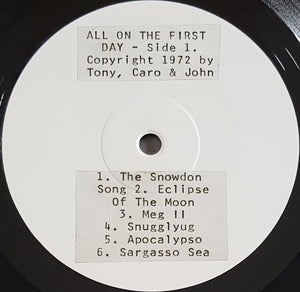 ALL ON THE FIRST
DAY - Side 1.
Copyright 1972 by
Tony, Caro & John
1. The Snowdon
Song 2. Eclipse
Of The Moon
3. Meg II
4. Snugglyug
5. Apocalypso
6. Sargasso Sea